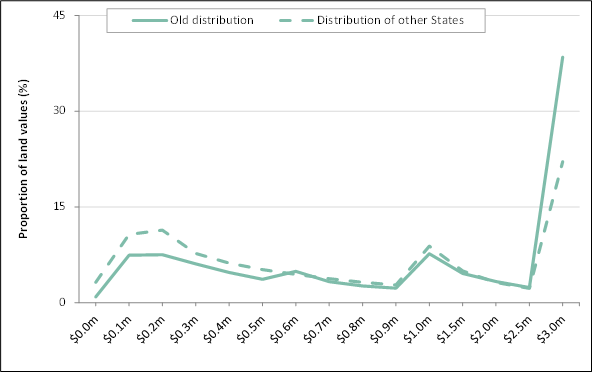 Old distribution
Distribution of other States
Proportion of land values (%)
45
30
15
0
$0.0m
$0.1m
$0.2m
$0.3m
$0.4m
$0.5m
$0.6m
$0.7m
$0.8m
$0.9m
$1.0m
$1.5m
$2.0m
$2.5m
$3.0m